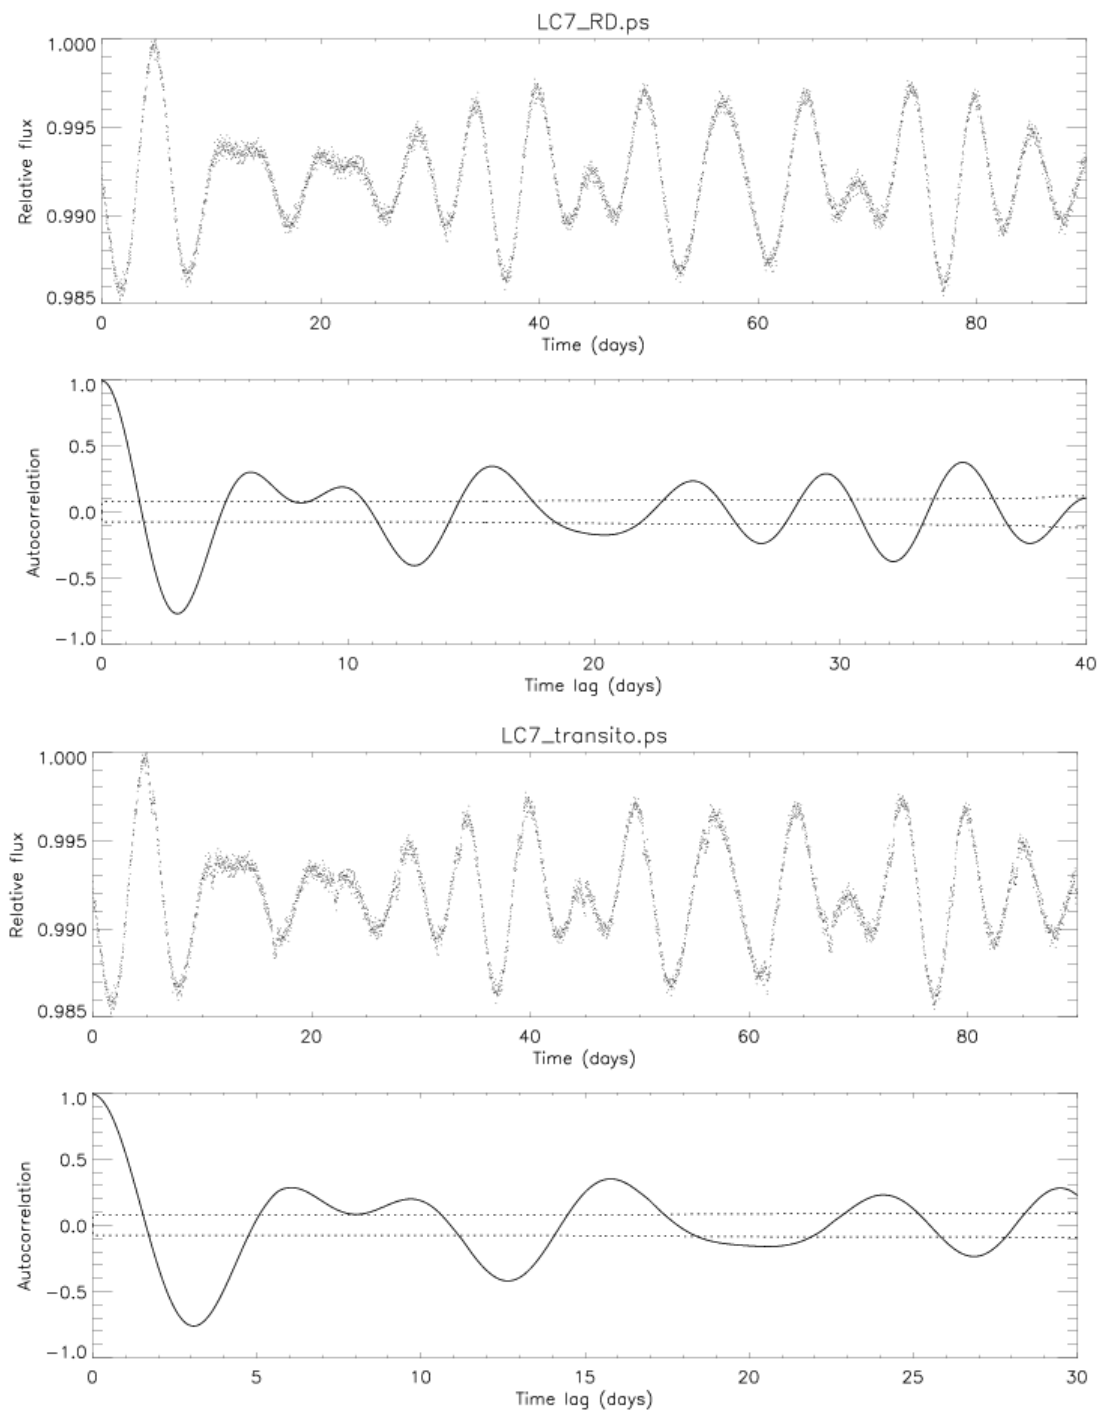 LC7_RD.ps
1.000
0.995
0.990
0.985
Relative flux
0 20 40 60 80
Time (days)
1.0
0.5
0.0
−0.5
−1.0
Autocorrelation
0 10 20 30 40
Time lag (days)
LC7_transito.ps
1.000
0.995
0.990
0.985
Relative flux
0 20 40 60 80
Time (days)
1.0
0.5
0.0
−0.5
−1.0
Autocorrelation
0 5 10 15 20 25 30
Time lag (days)